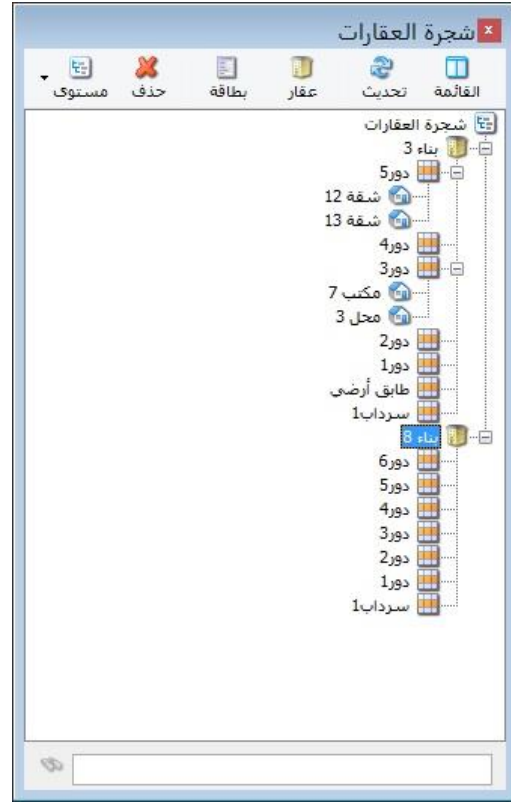 شجرة العقارات
القائمة تحديث عقار بطاقة حذف مستوى
شجرة العقارات
بناء 3
دور5
شقة 12
شقة 13
دور4
دور3
مكتب 7
محل 3
دور2
دور1
طابق أرضي
سرداب1
بناء 8
دور6
دور5
دور4
دور3
دور2
دور1
سرداب1